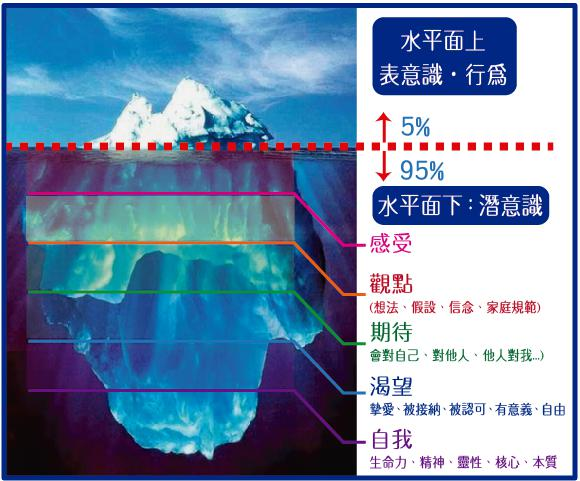 水平面上
表意識・行為
5%
95%
水平面下：潛意識
感受
觀點
(想法、假設、信念、家庭規範)
期待
會對自己、對他人、他人對我...)
渴望
摯愛、被接納、被認可、有意義、自由
自我
生命力、精神、靈性、核心、本質